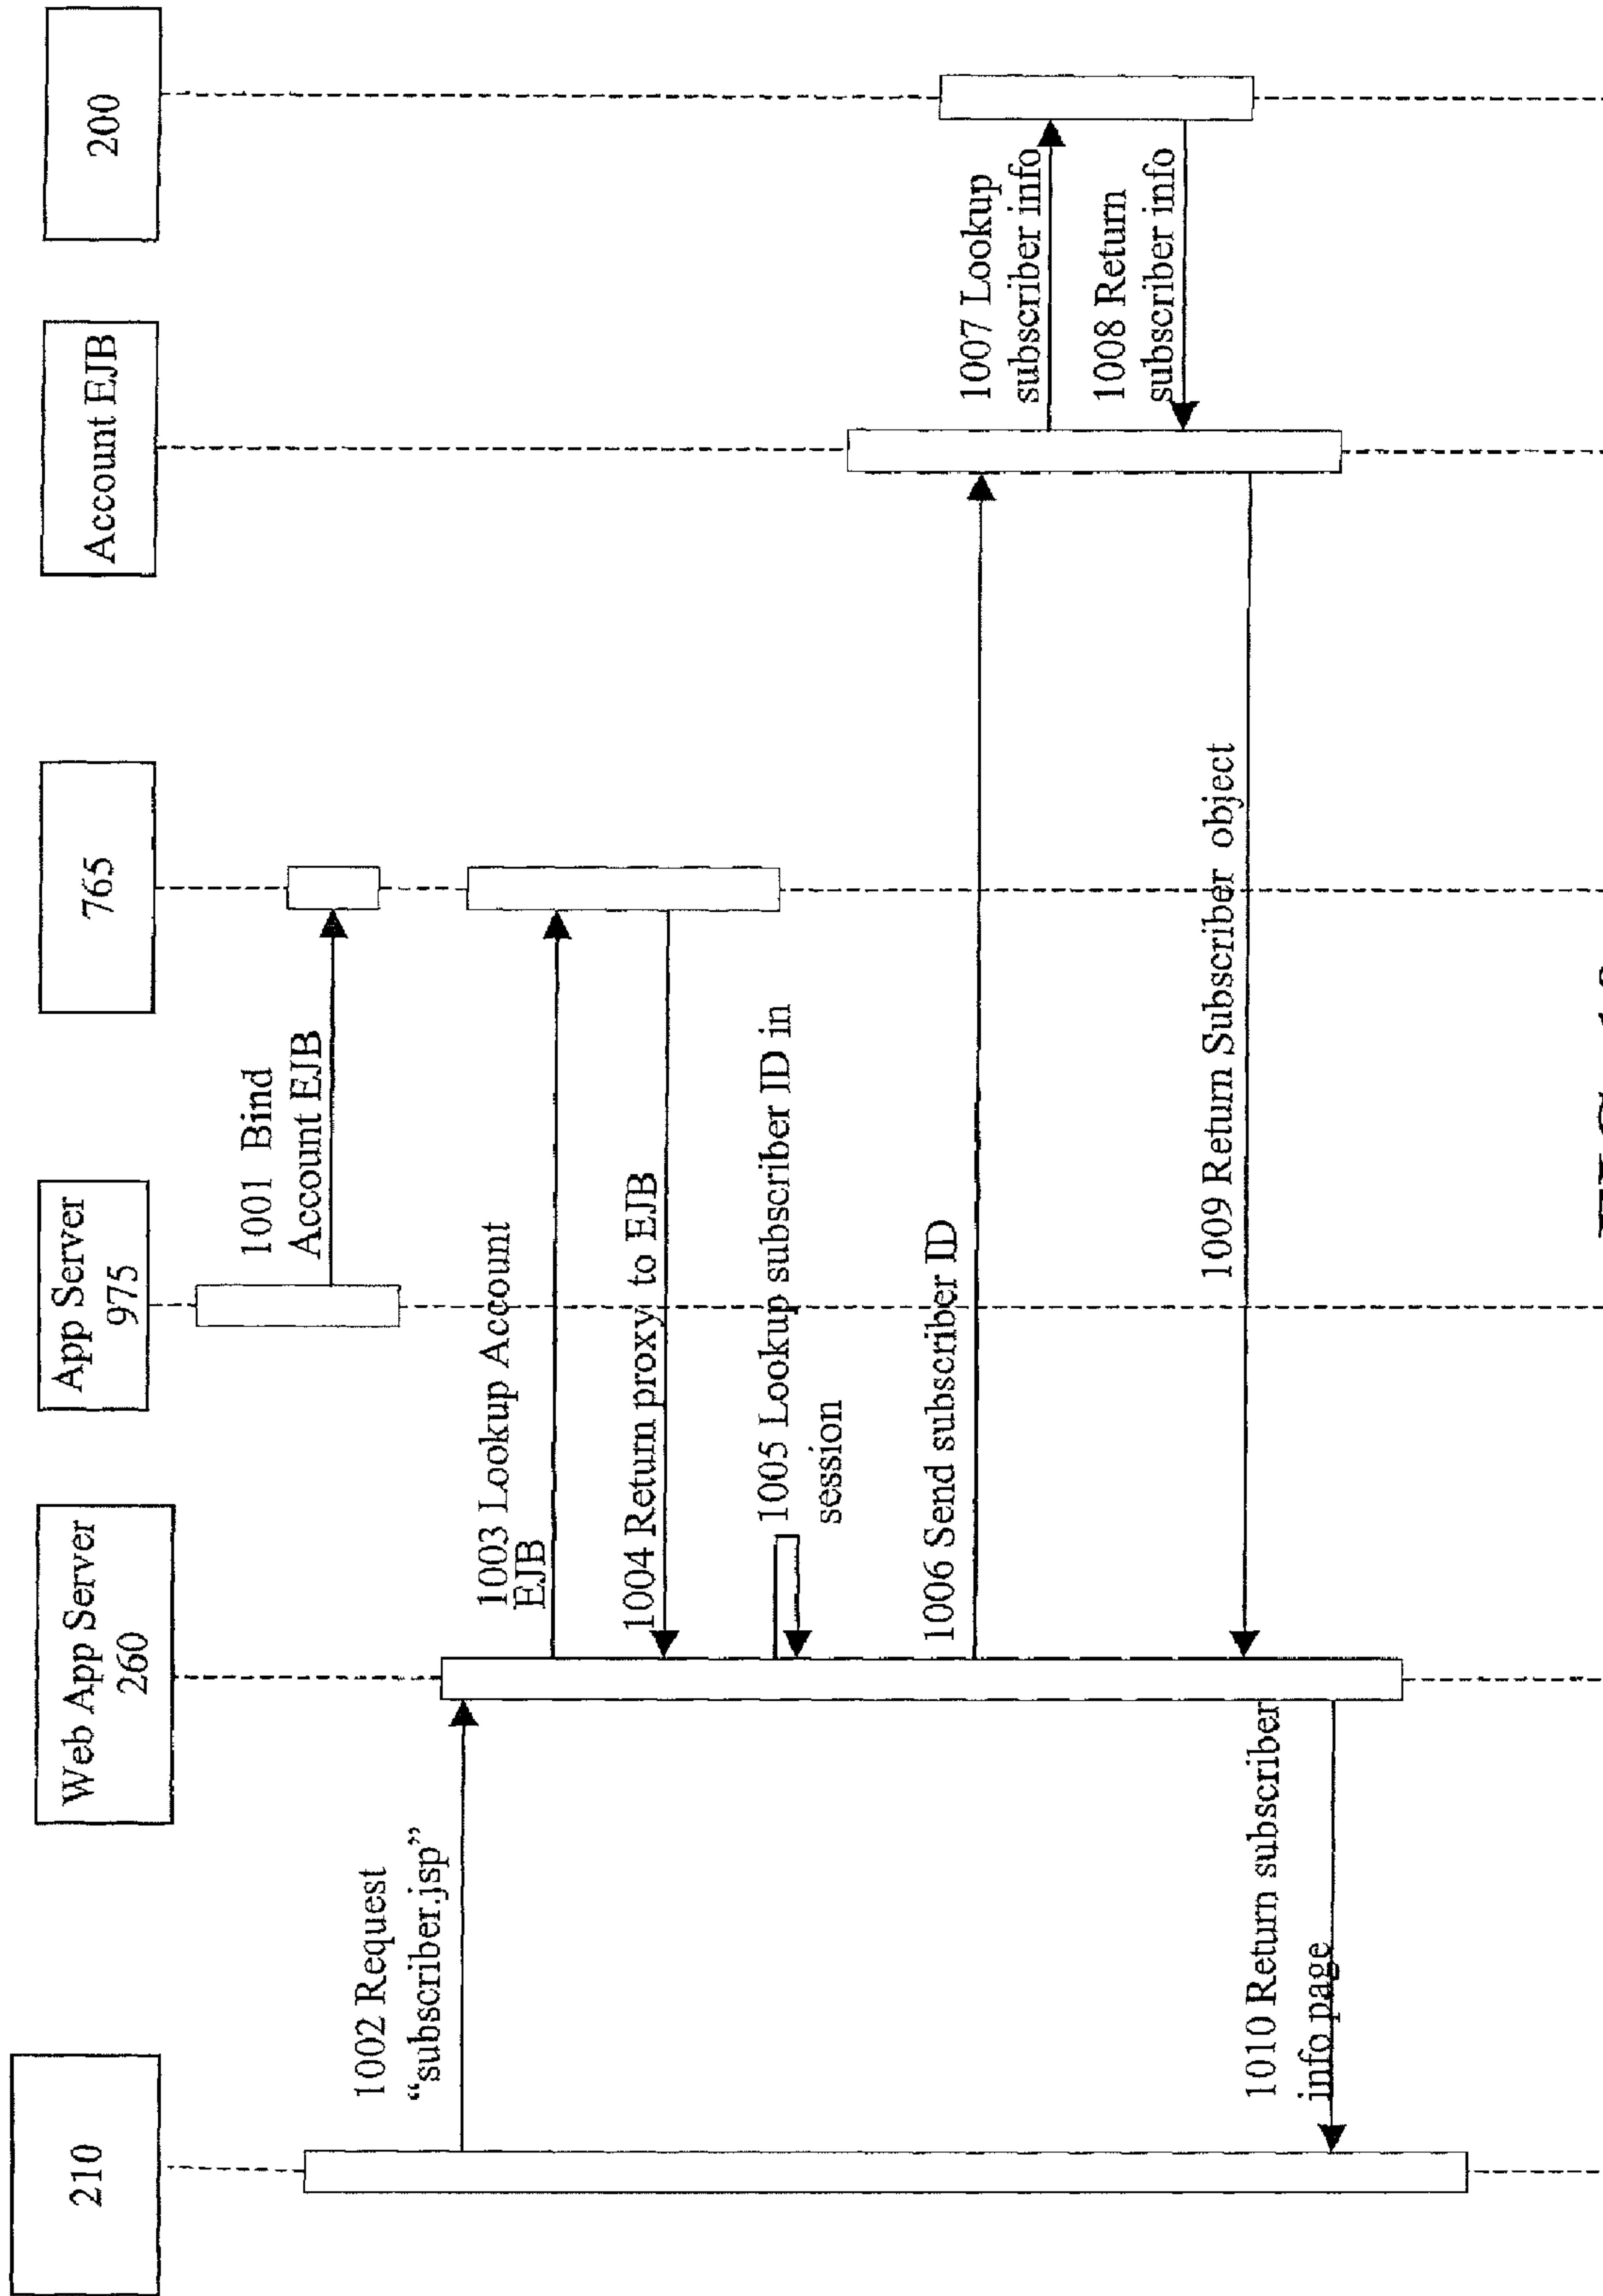 210
Web App Server
260
App Server
975
765
Account EJB
200
1001 Bind
Account EJB
1002 Request
“subscriber.jsp”
1003 Lookup Account
EJB
1004 Return proxy to EJB
1005 Lookup subscriber ID in
session
1006 Send subscriber ID
1007 Lookup
subscriber info
1008 Return
subscriber info
1009 Return Subscriber object
1010 Return subscriber
info page